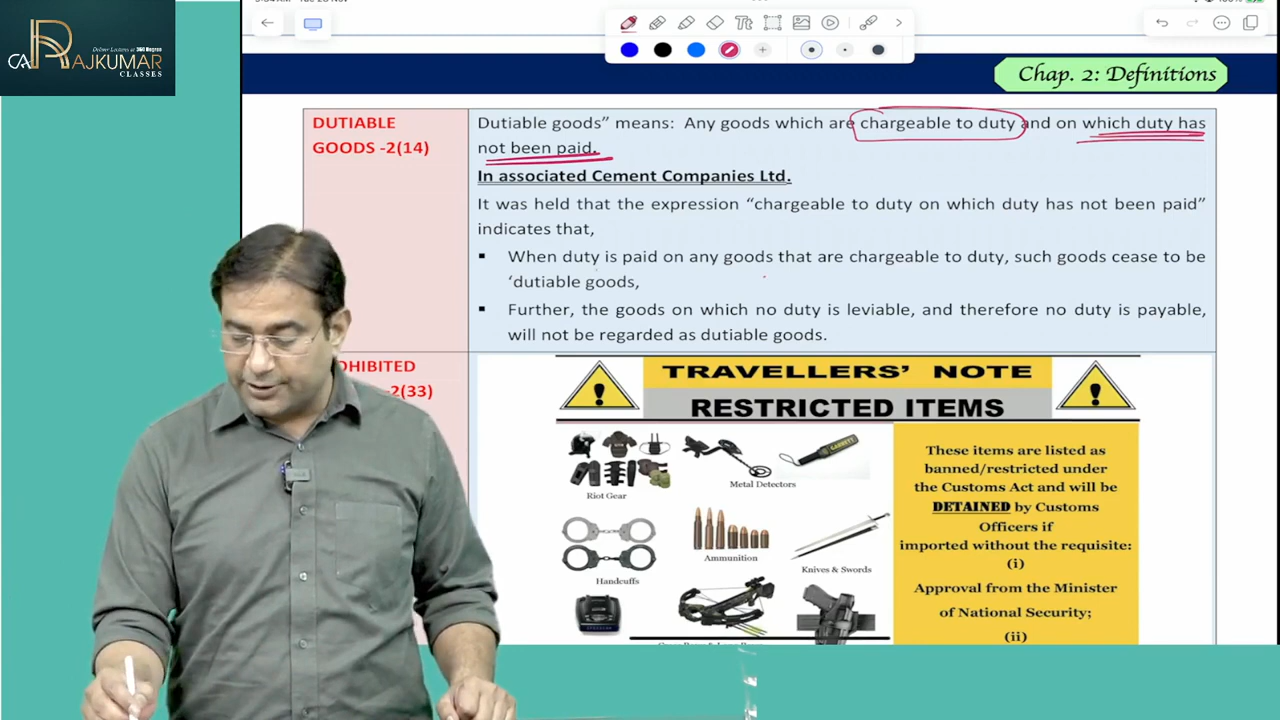 Deliver Lectures at 360 Degree
CA RAJKUMAR
CLASSES
Chap. 2: Definitions
DUTIABLE
GOODS -2(14)
Dutiable goods” means: Any goods which are chargeable to duty and on which duty has
not been paid.
In associated Cement Companies Ltd.
It was held that the expression “chargeable to duty on which duty has not been paid”
indicates that,
▪ When duty is paid on any goods that are chargeable to duty, such goods cease to be
‘dutiable goods,
▪ Further, the goods on which no duty is leviable, and therefore no duty is payable,
will not be regarded as dutiable goods.
OHIBITED
-2(33)
TRAVELLERS' NOTE
RESTRICTED ITEMS
Riot Gear
Metal Detectors
GARRETT
Handcuffs
Ammunition
Knives & Swords
These items are listed as
banned/restricted under
the Customs Act and will be
DETAINED by Customs
Officers if
imported without the requisite:
(i)
Approval from the Minister
of National Security;
(ii)